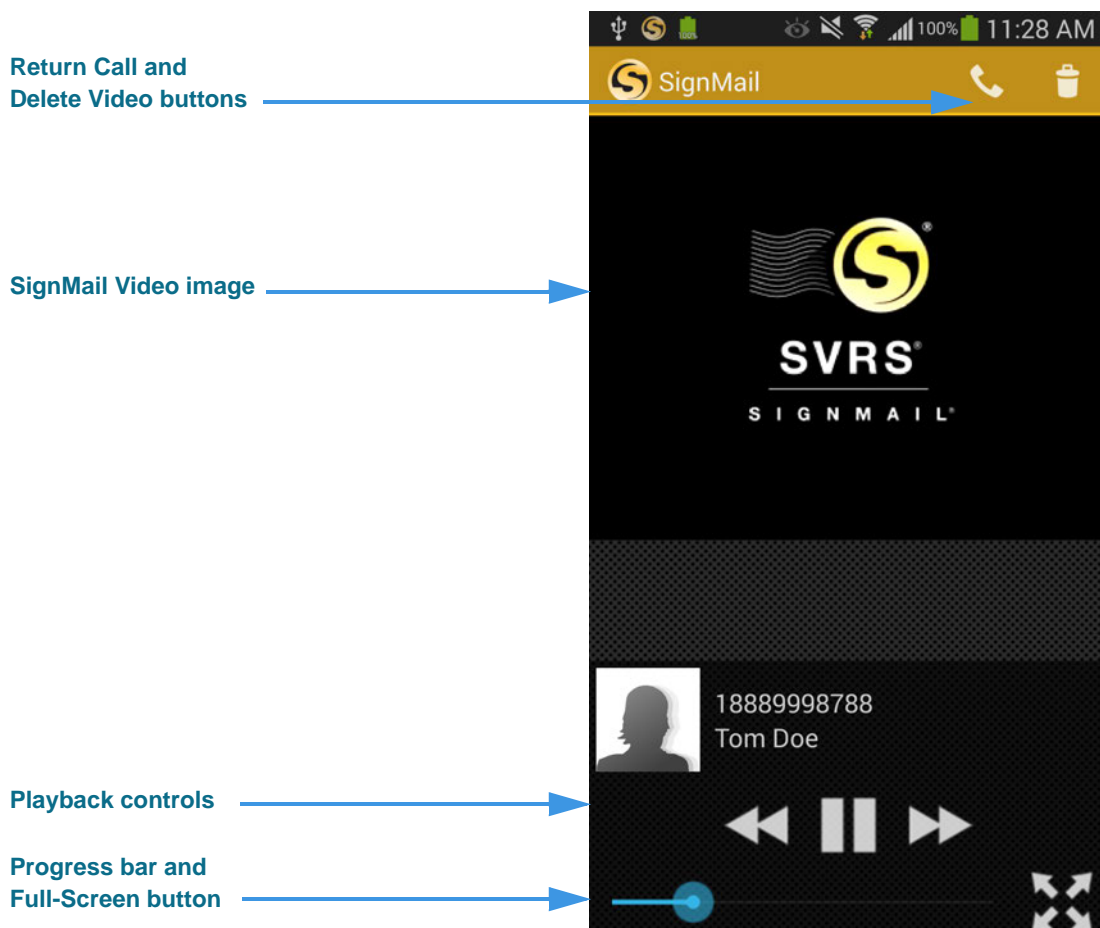 100% 11:28 AM
100%
Return Call and
Delete Video buttons
SignMail
SignMail Video image
SVRS®
SIGNMAIL®
18889998788
Tom Doe
Playback controls
Progress bar and
Full-Screen button